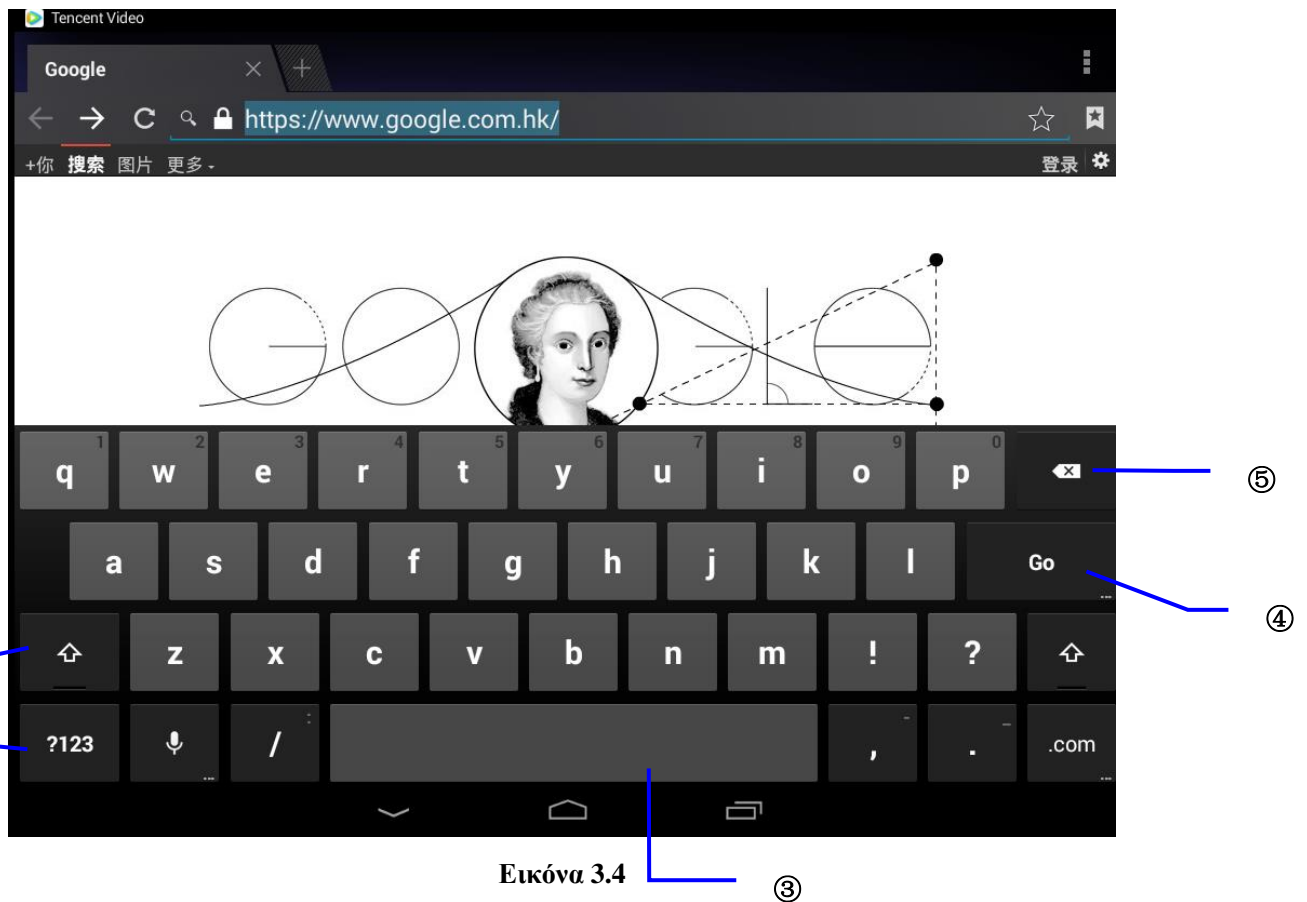 Tencent Video
Google
https://www.google.com.hk/
+你 搜索 图片 更多 登录
1 2 3 4 5 6 7 8 9 0
q w e r t y u i o p
⑤
a s d f g h j k l Go
④
z x c v b n m ! ?
: - _
?123 / , . .com
Εικόνα 3.4
③